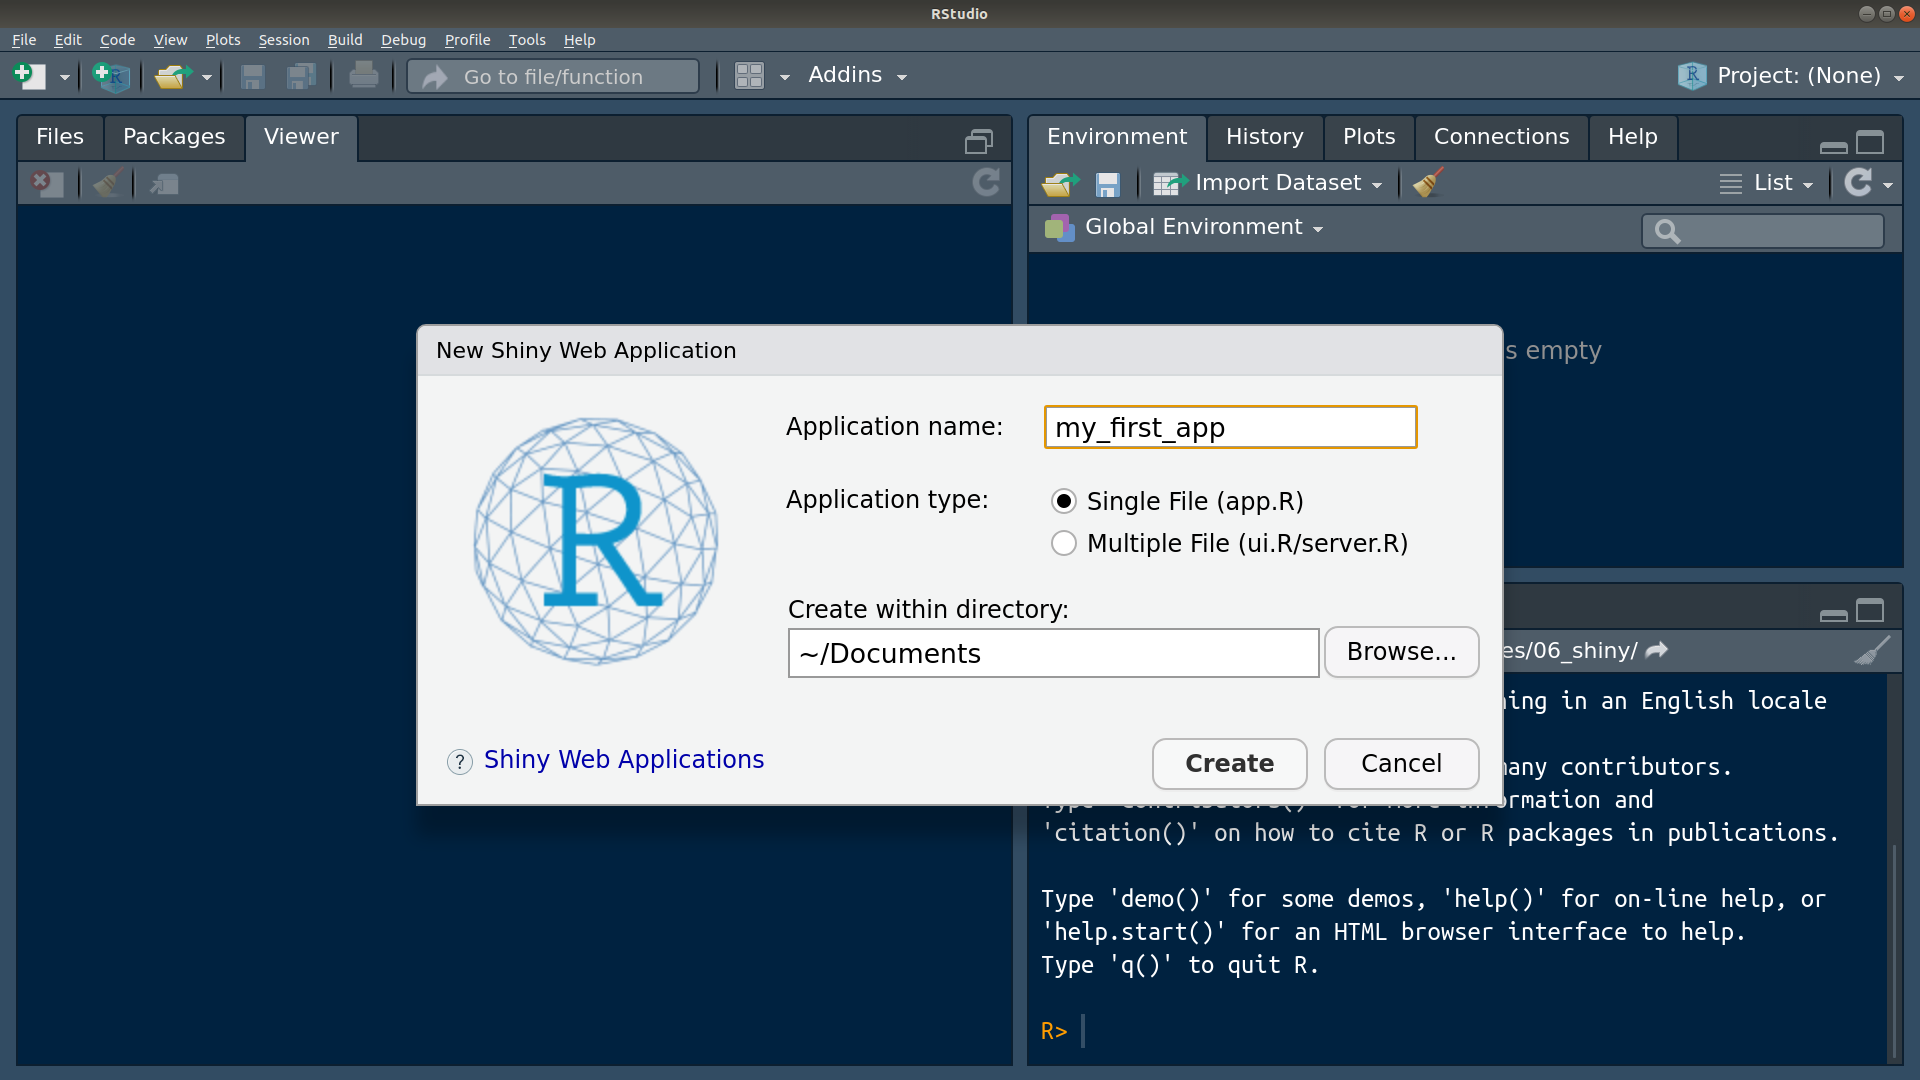 RStudio
File Edit Code View Plots Session Build Debug Profile Tools Help
Go to file/function Addins Project: (None)
Files Packages Viewer
Environment History Plots Connections Help
Import Dataset List
Global Environment
s empty
New Shiny Web Application
Application name: my_first_app
Application type: Single File (app.R)
Multiple File (ui.R/server.R)
R
Create within directory:
~/Documents Browse...
? Shiny Web Applications Create Cancel
es/06_shiny/
ing in an English locale
any contributors.
rmation and
'citation()' on how to cite R or R packages in publications.
Type 'demo()' for some demos, 'help()' for on-line help, or
'help.start()' for an HTML browser interface to help.
Type 'q()' to quit R.
R>